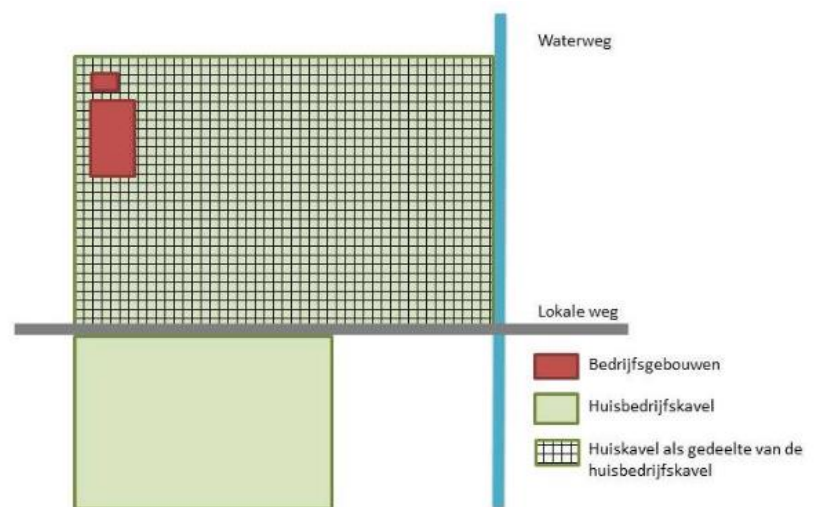 Waterweg
Lokale weg
Bedrijfsgebouwen
Huisbedrijfskavel
Huiskavel als gedeelte van de
huisbedrijfskavel